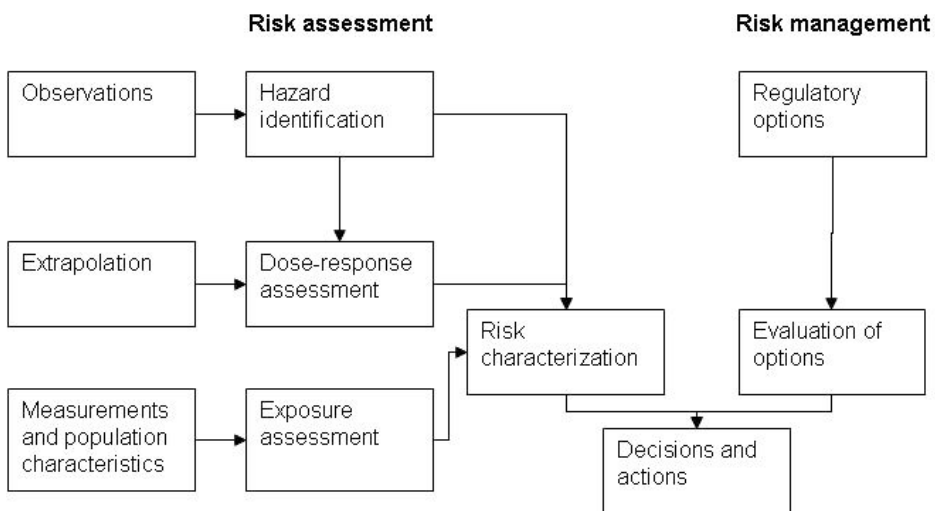 Risk assessment
Risk management
Observations
Hazard
identification
Regulatory
options
Extrapolation
Dose-response
assessment
Risk
characterization
Evaluation of
options
Measurements
and population
characteristics
Exposure
assessment
Decisions and
actions